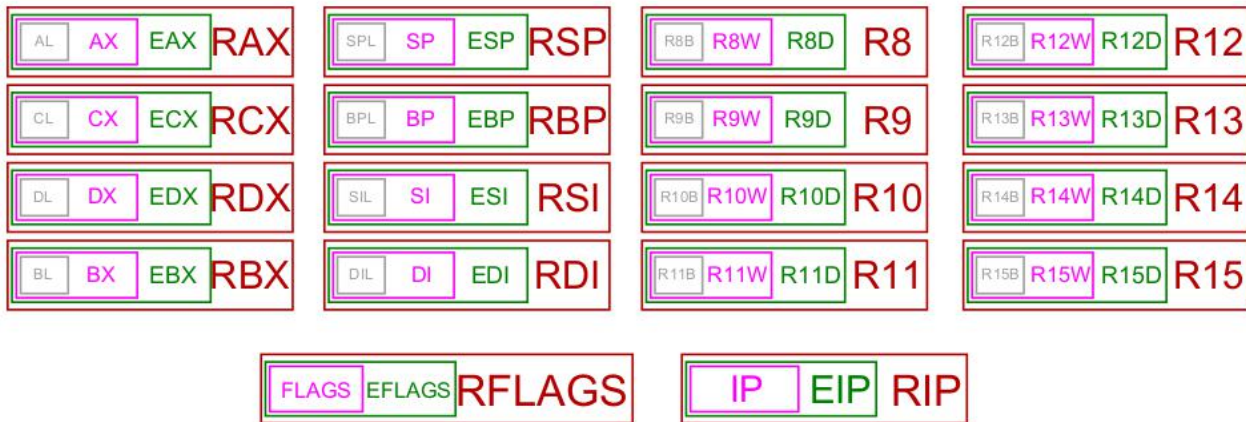 AL AX EAX RAX SPL SP ESP RSP R8B R8W R8D R8 R12B R12W R12D R12
CL CX ECX RCX BPL BP EBP RBP R9B R9W R9D R9 R13B R13W R13D R13
DL DX EDX RDX SIL SI ESI RSI R10B R10W R10D R10 R14B R14W R14D R14
BL BX EBX RBX DIL DI EDI RDI R11B R11W R11D R11 R15B R15W R15D R15
FLAGS EFLAGS RFLAGS IP EIP RIP